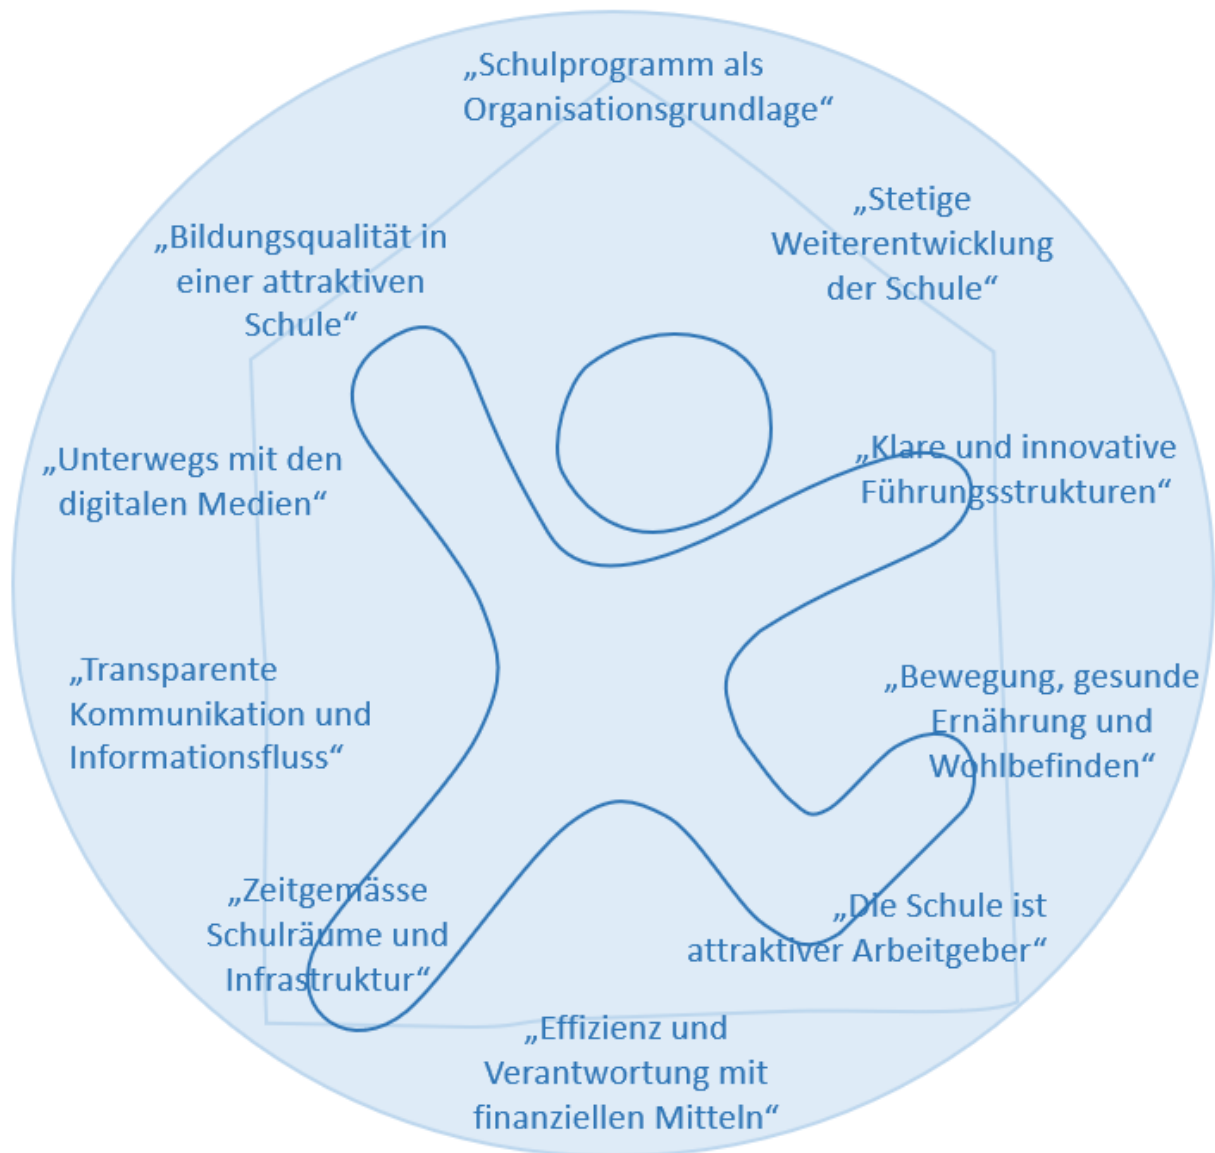 „Schulprogramm als
Organisationsgrundlage“
„Stetige
Weiterentwicklung
der Schule“
„Bildungsqualität in
einer attraktiven
Schule“
„Klare und innovative
Führungsstrukturen“
„Unterwegs mit den
digitalen Medien“
„Transparente
Kommunikation und
Informationsfluss“
„Bewegung, gesunde
Ernährung und
Wohlbefinden“
„Zeitgemässe
Schulräume und
Infrastruktur“
„Die Schule ist
attraktiver Arbeitgeber“
„Effizienz und
Verantwortung mit
finanziellen Mitteln“